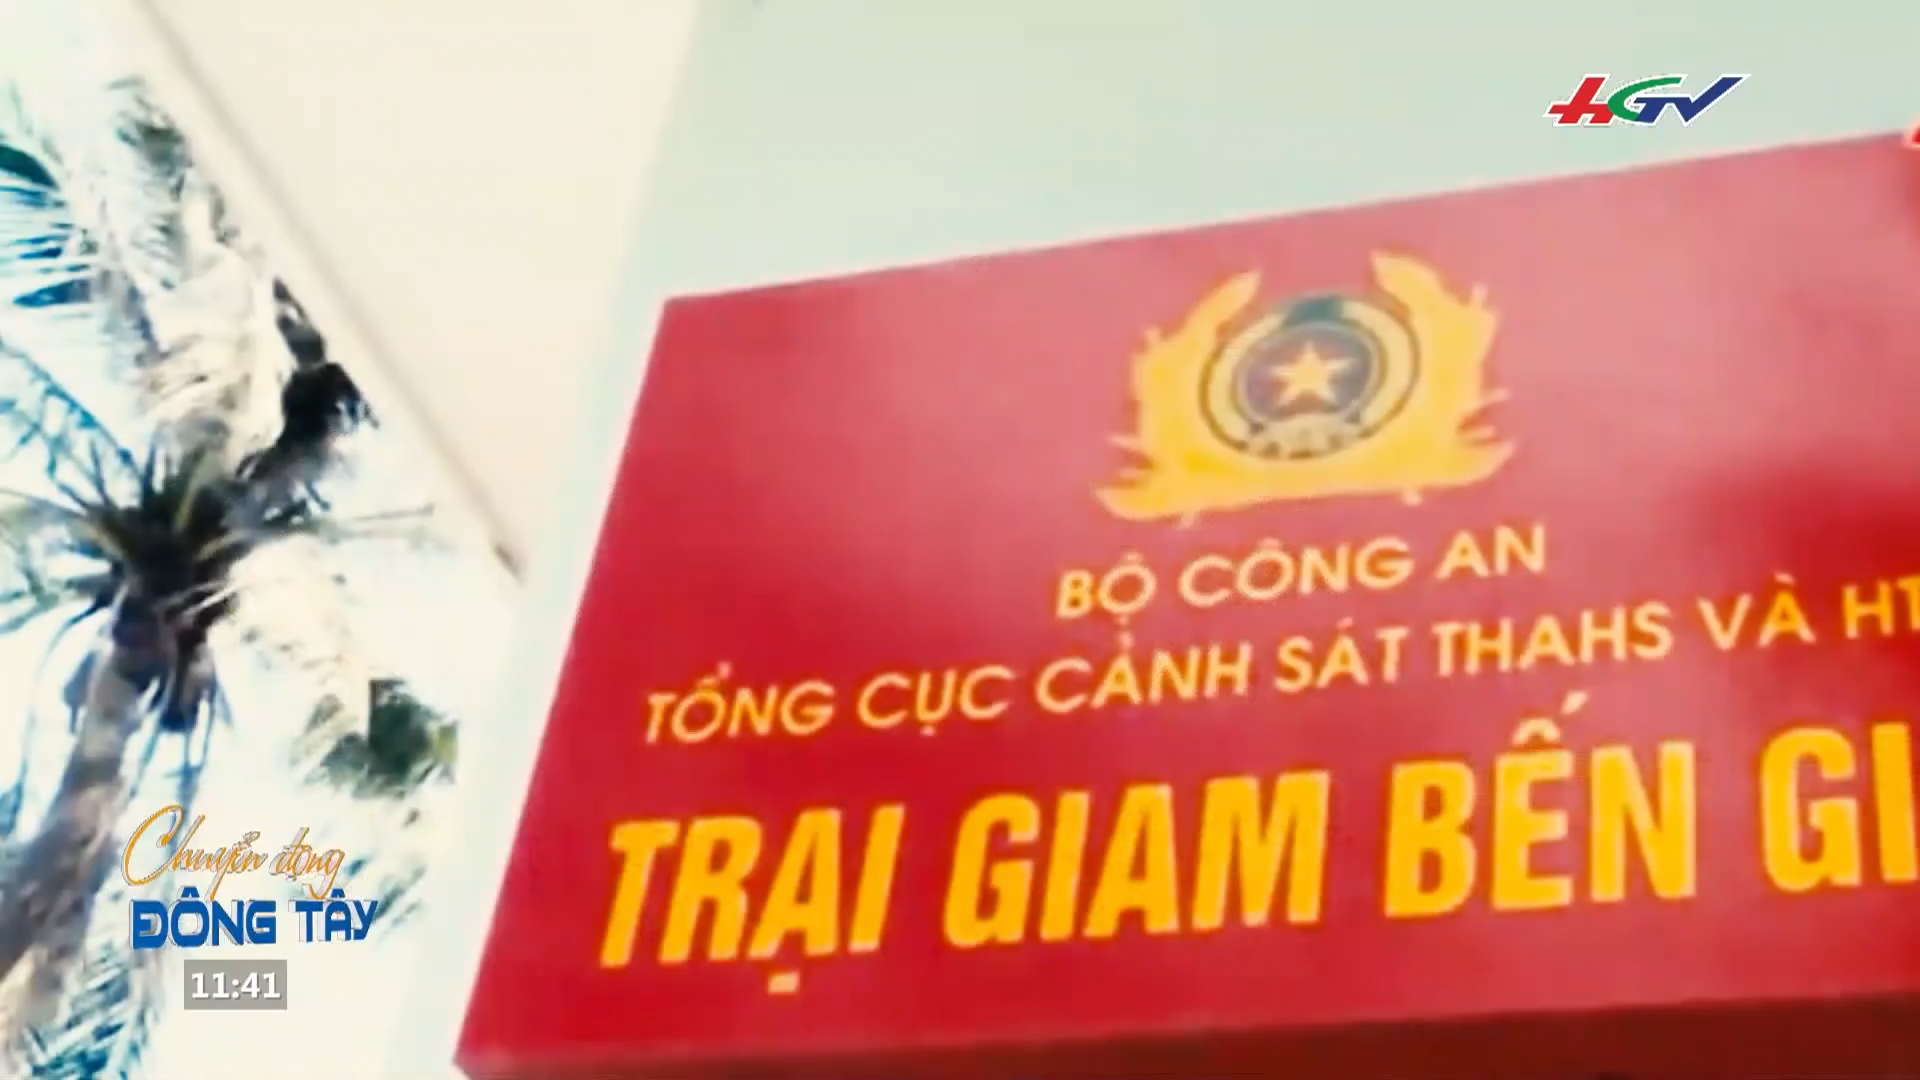 HGV
BỘ CÔNG AN
TỔNG CỤC CẢNH SÁT THAHS VÀ HT
TRẠI GIAM BẾN GI
Chuyển động
ĐÔNG TÂY
11:41